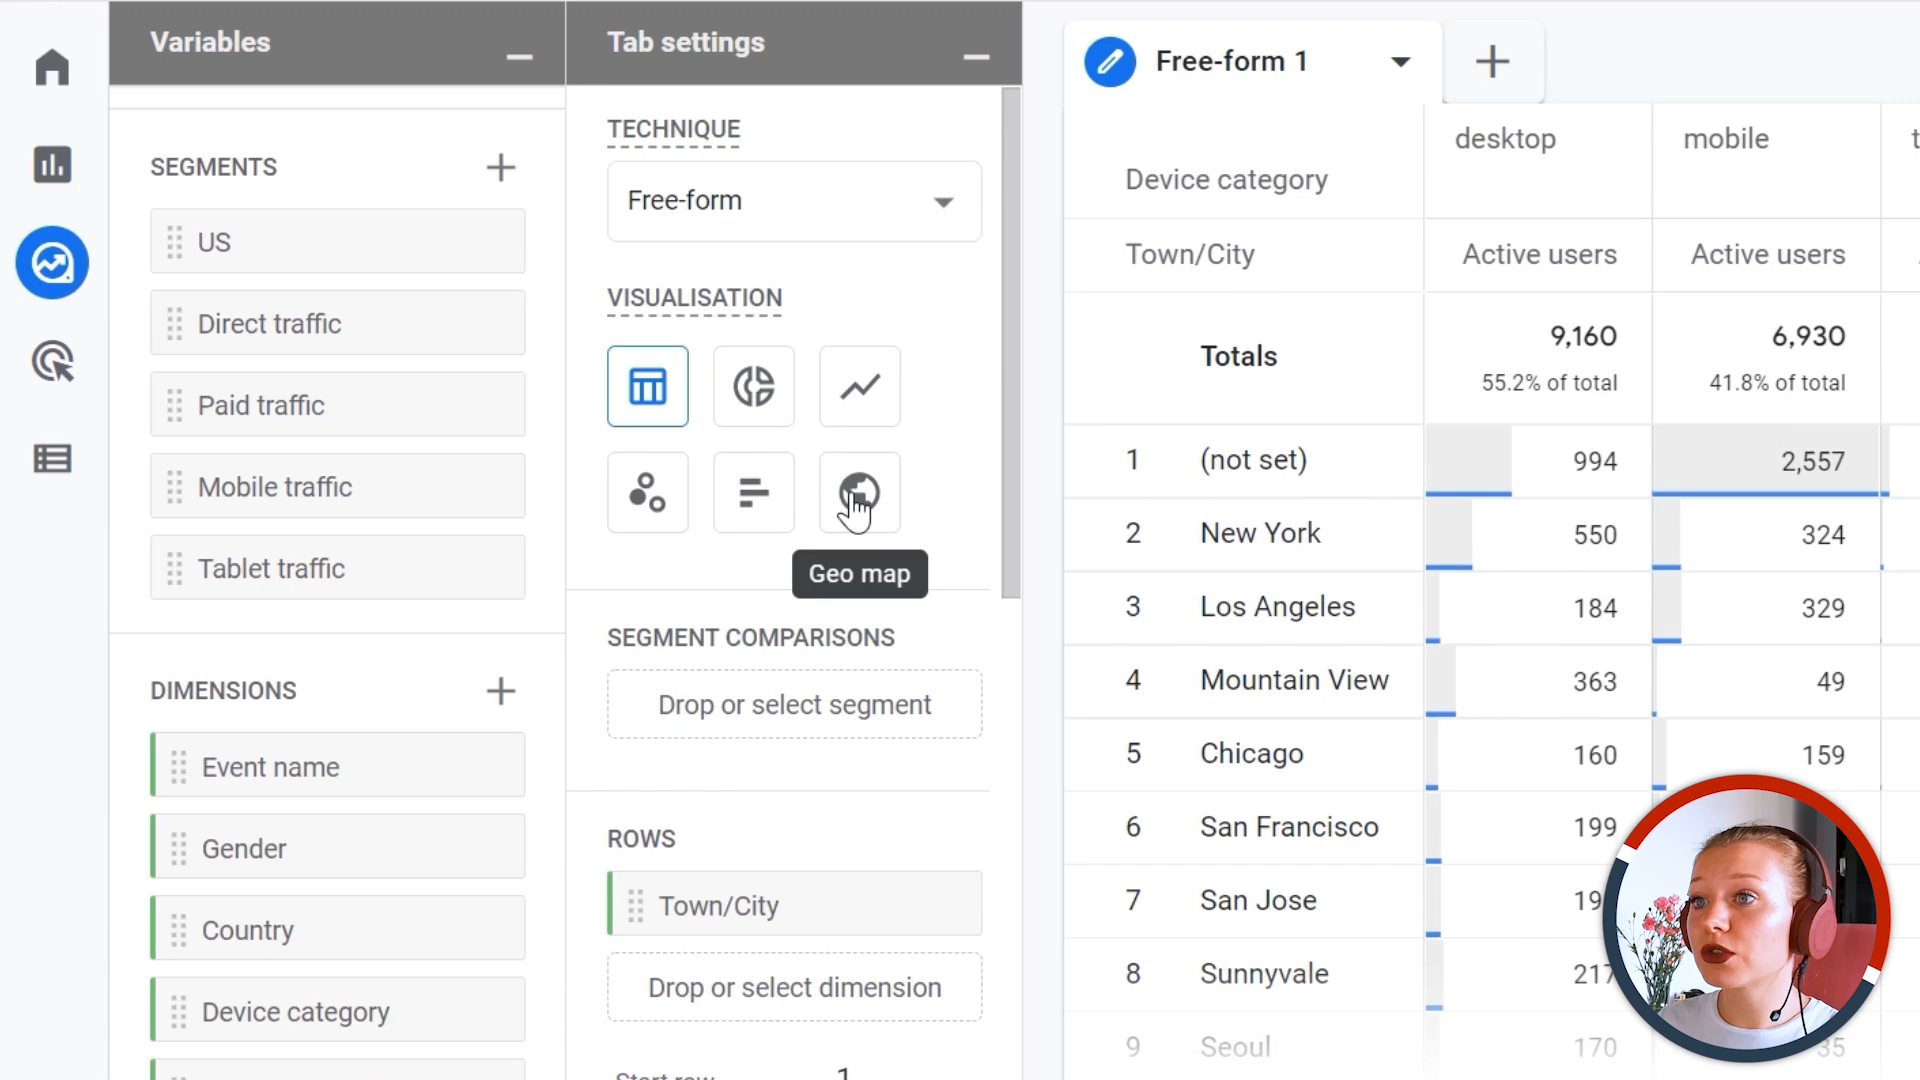 Variables
SEGMENTS
US
Direct traffic
Paid traffic
Mobile traffic
Tablet traffic
DIMENSIONS
Event name
Gender
Country
Device category
Tab settings
TECHNIQUE
Free-form
VISUALISATION
Geo map
SEGMENT COMPARISONS
Drop or select segment
ROWS
Town/City
Drop or select dimension
Start row 1
Free-form 1
desktop mobile
Device category
Town/City Active users Active users
Totals 9,160 6,930
55.2% of total 41.8% of total
1 (not set) 994 2,557
2 New York 550 324
3 Los Angeles 184 329
4 Mountain View 363 49
5 Chicago 160 159
6 San Francisco 199
7 San Jose
8 Sunnyvale 217
9 Seoul 170 35